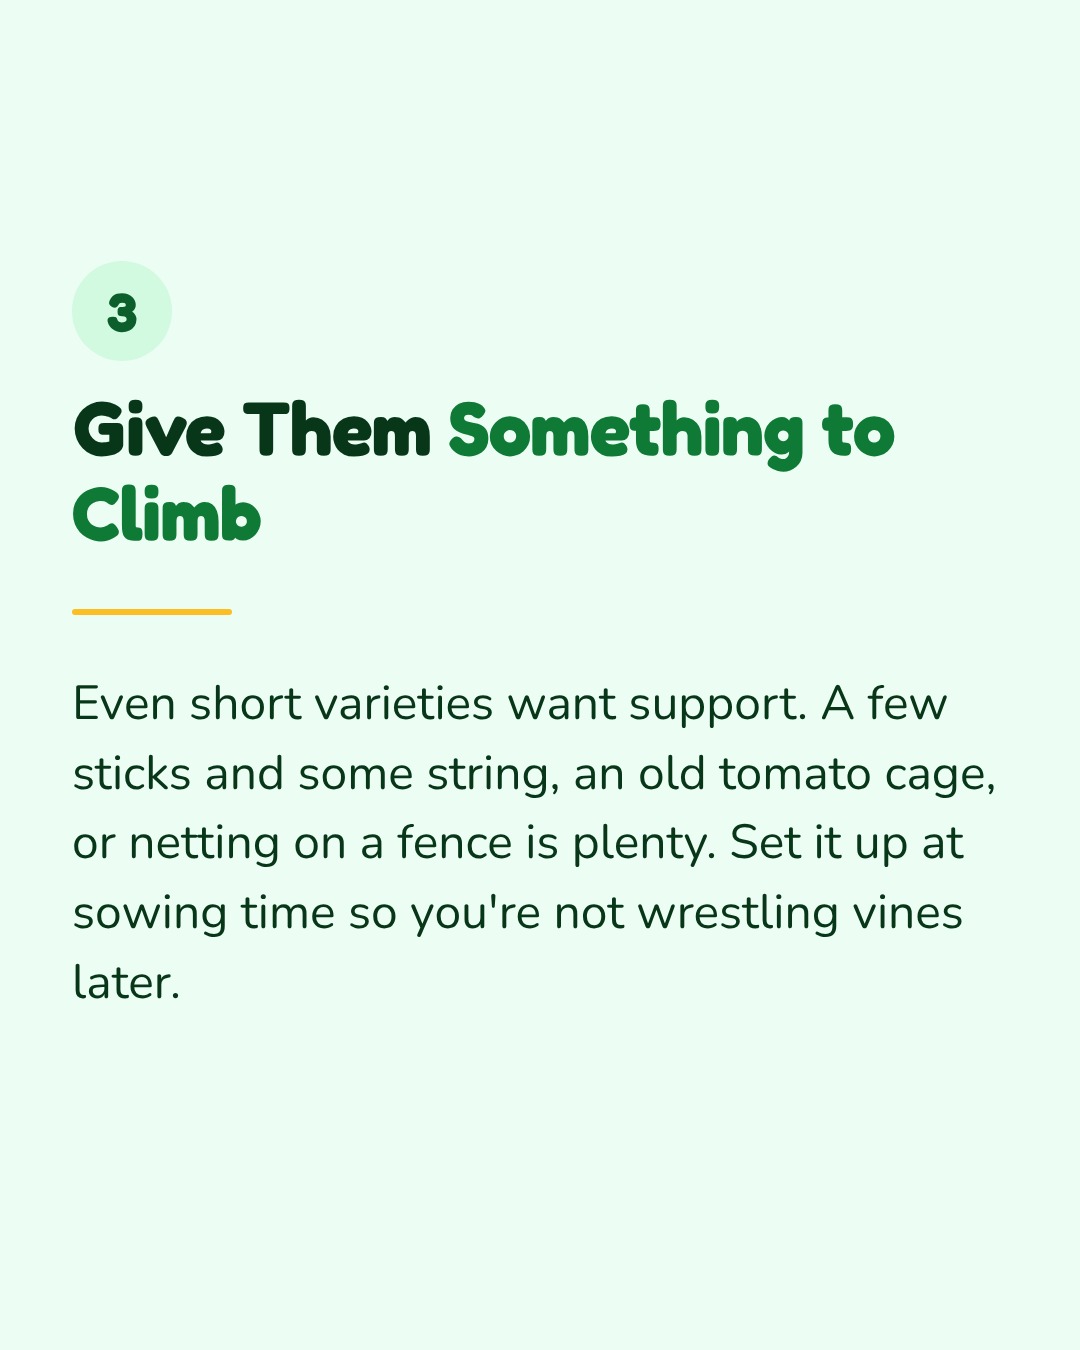 3
Give Them Something to
Climb
Even short varieties want support. A few
sticks and some string, an old tomato cage,
or netting on a fence is plenty. Set it up at
sowing time so you're not wrestling vines
later.